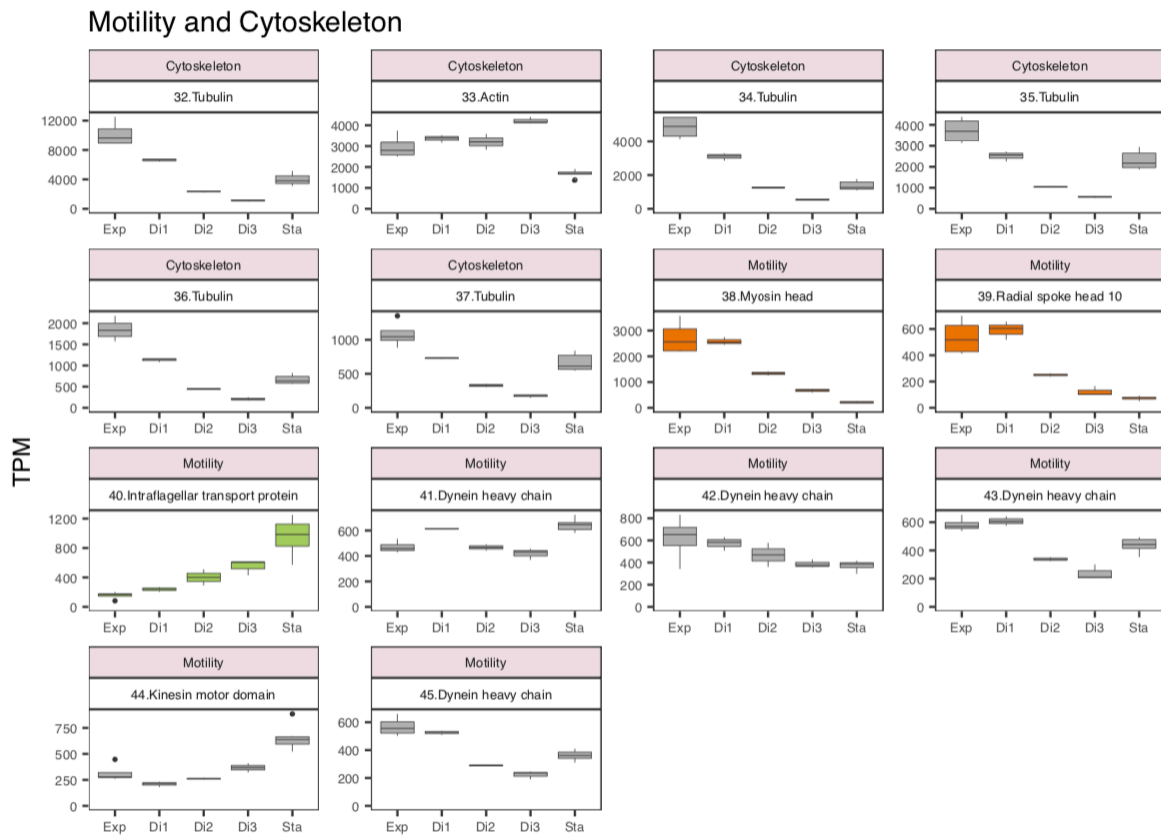 Motility and Cytoskeleton
TPM
Cytoskeleton
32.Tubulin
12000
8000
4000
0
Exp Di1 Di2 Di3 Sta
Cytoskeleton
33.Actin
4000
3000
2000
1000
0
Exp Di1 Di2 Di3 Sta
Cytoskeleton
34.Tubulin
4000
2000
0
Exp Di1 Di2 Di3 Sta
Cytoskeleton
35.Tubulin
4000
3000
2000
1000
0
Exp Di1 Di2 Di3 Sta
Cytoskeleton
36.Tubulin
2000
1500
1000
500
0
Exp Di1 Di2 Di3 Sta
Cytoskeleton
37.Tubulin
1000
500
0
Exp Di1 Di2 Di3 Sta
Motility
38.Myosin head
3000
2000
1000
0
Exp Di1 Di2 Di3 Sta
Motility
39.Radial spoke head 10
600
400
200
0
Exp Di1 Di2 Di3 Sta
Motility
40.Intraflagellar transport protein
1200
800
400
0
Exp Di1 Di2 Di3 Sta
Motility
41.Dynein heavy chain
600
400
200
0
Exp Di1 Di2 Di3 Sta
Motility
42.Dynein heavy chain
800
600
400
200
0
Exp Di1 Di2 Di3 Sta
Motility
43.Dynein heavy chain
600
400
200
0
Exp Di1 Di2 Di3 Sta
Motility
44.Kinesin motor domain
750
500
250
0
Exp Di1 Di2 Di3 Sta
Motility
45.Dynein heavy chain
600
400
200
0
Exp Di1 Di2 Di3 Sta